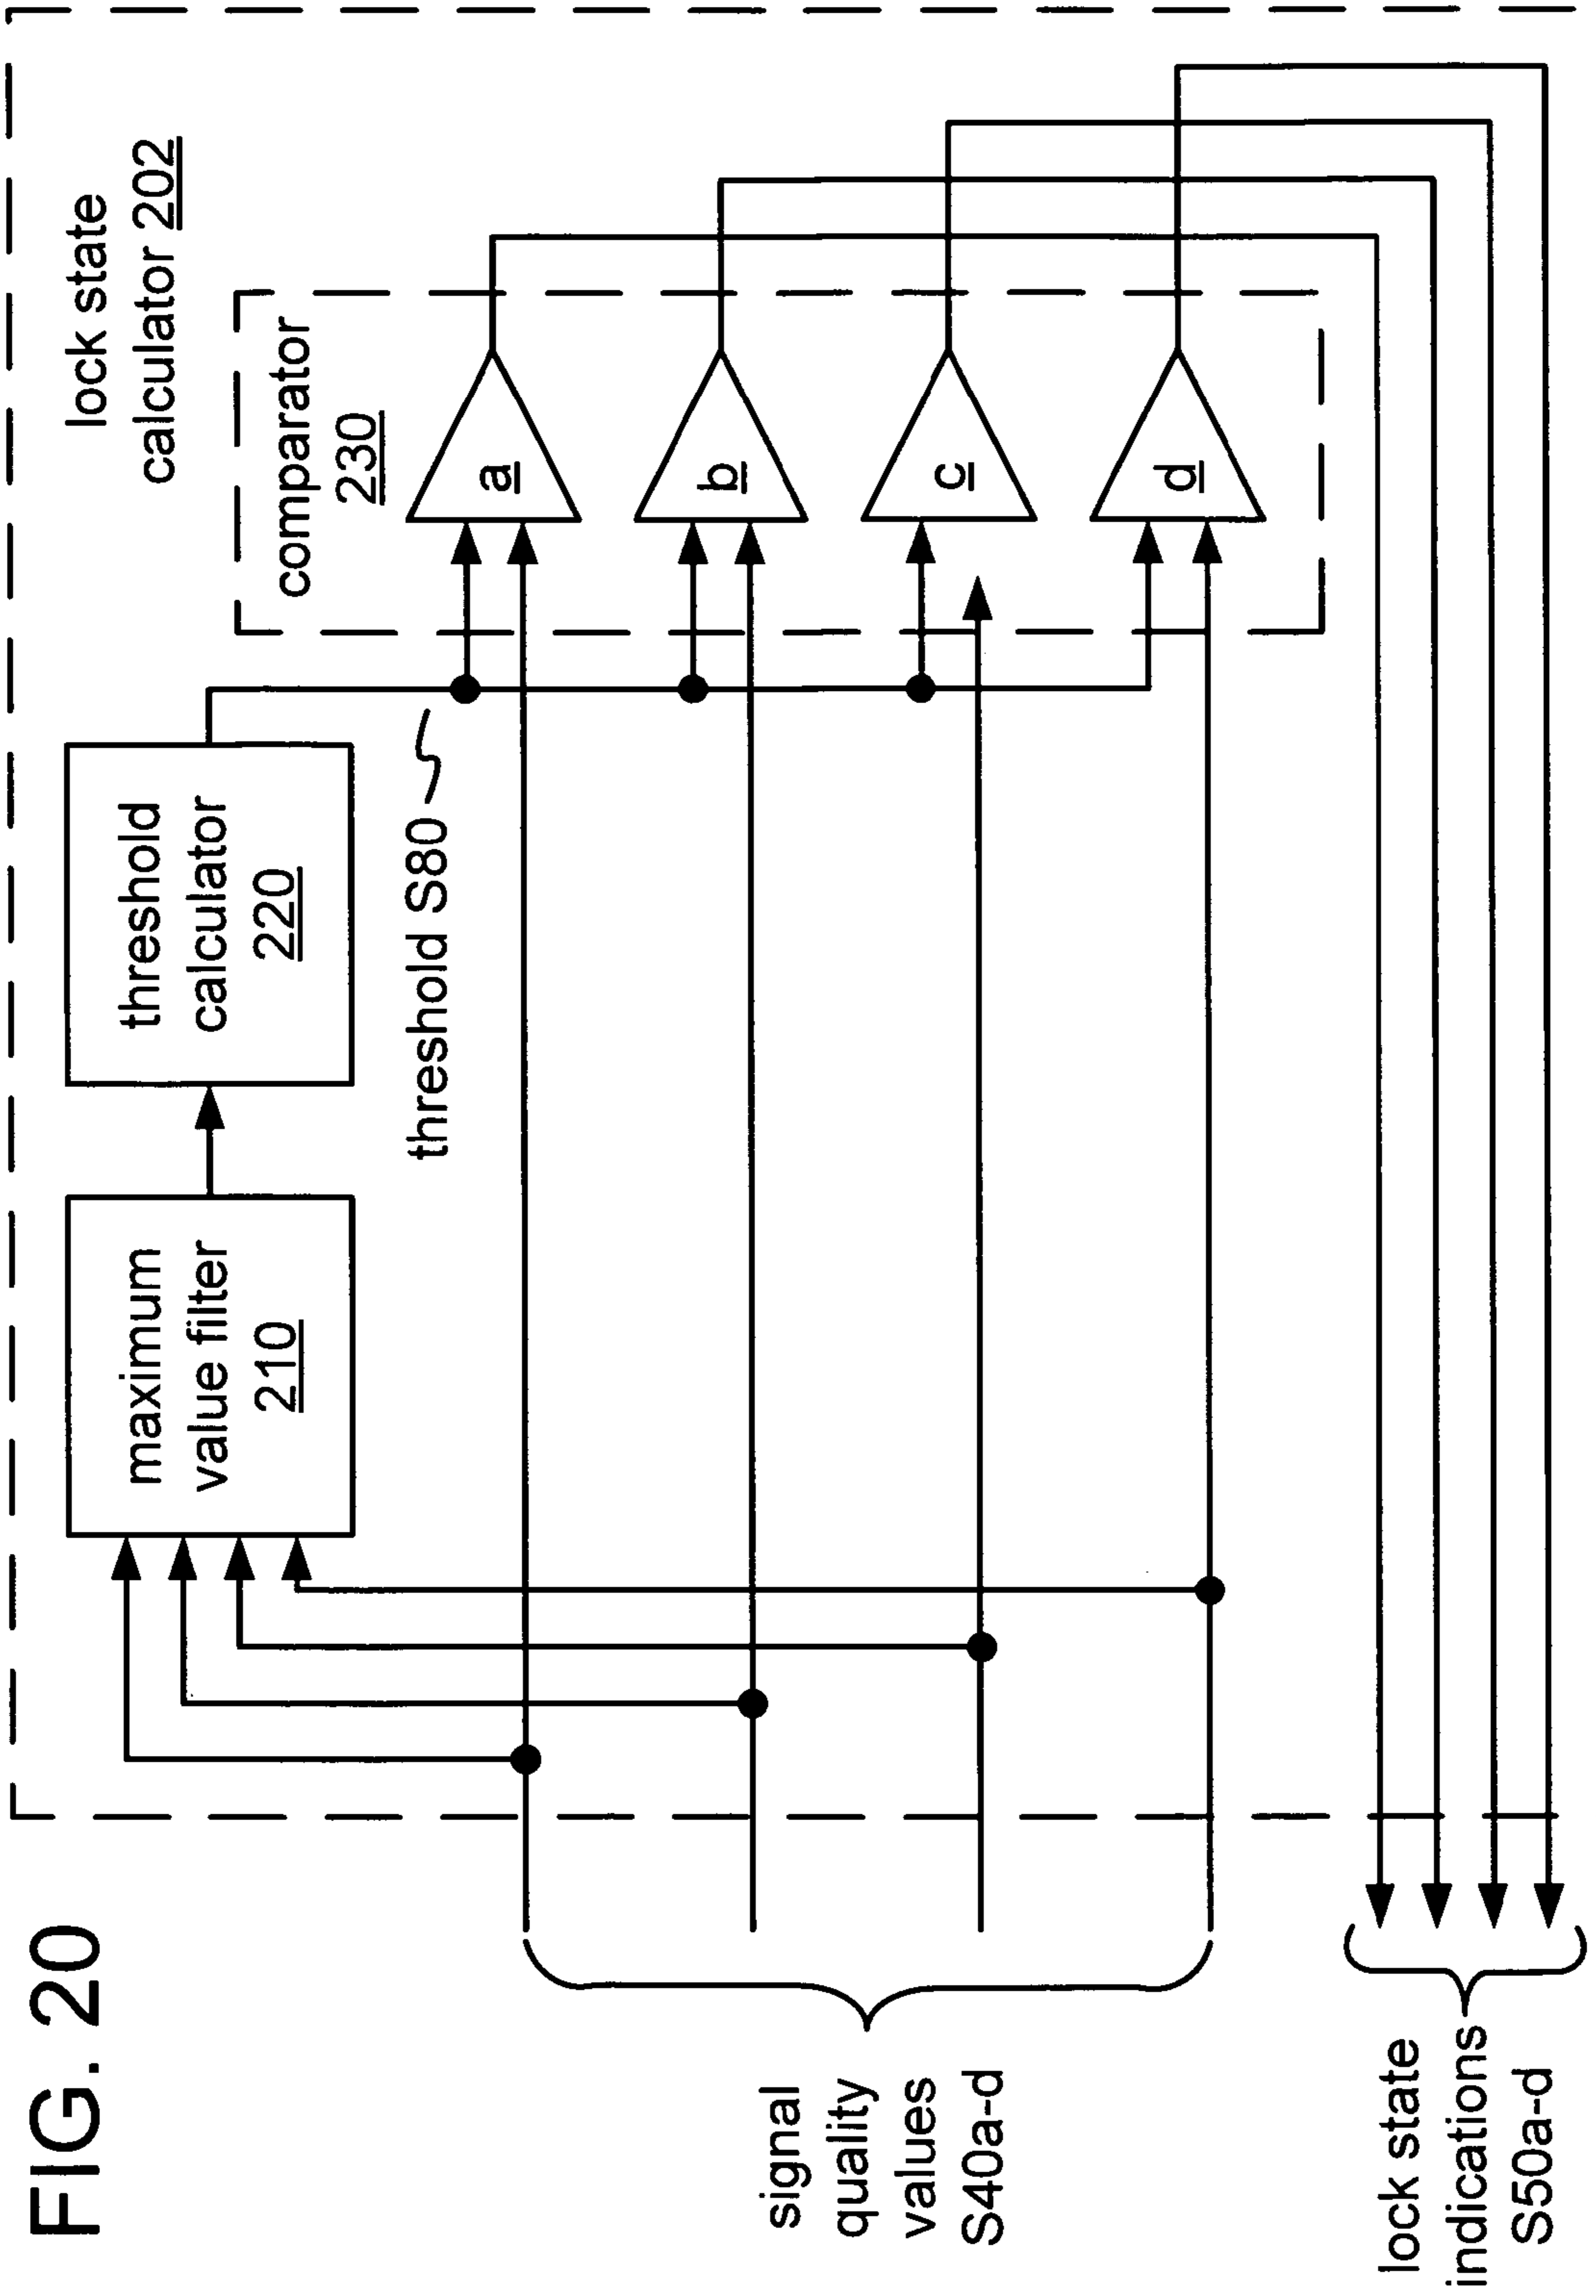 FIG. 20
lock state
calculator 202
maximum
value filter
210
threshold
calculator
220
threshold S80
comparator
230
a
b
c
d
signal
quality
values
S40a-d
lock state
indications
S50a-d